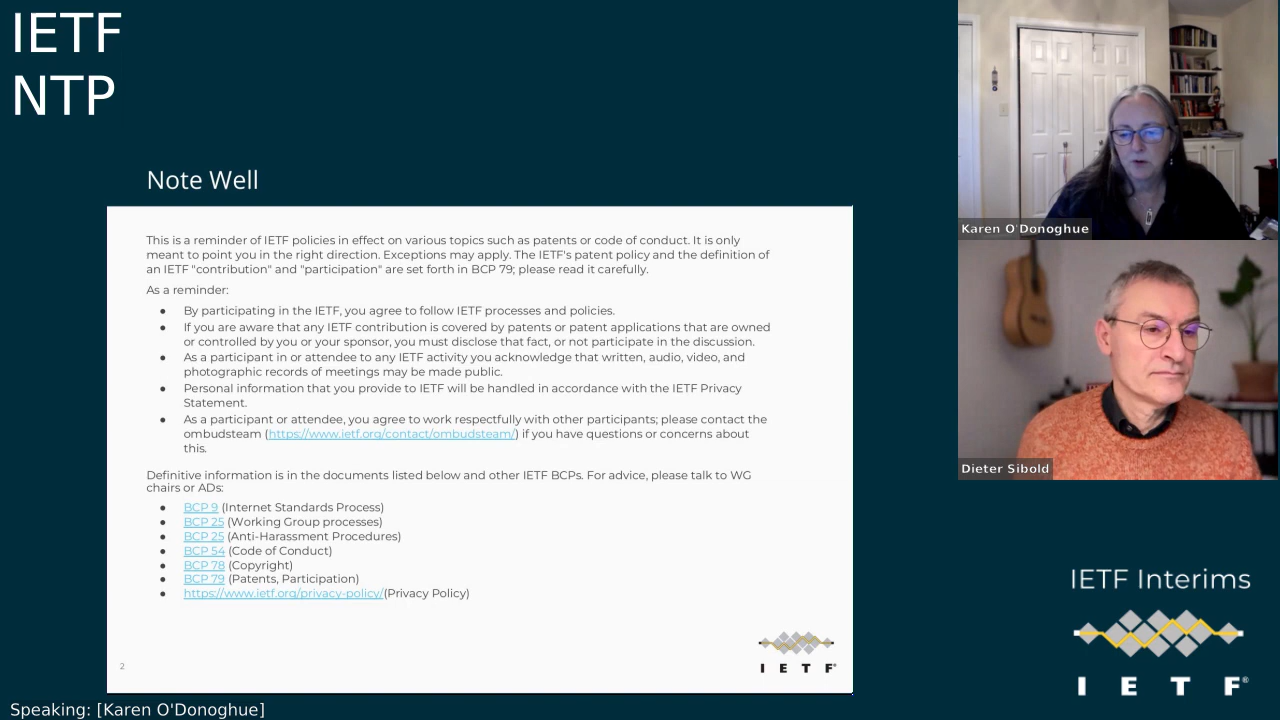 IETF
NTP
Note Well
This is a reminder of IETF policies in effect on various topics such as patents or code of conduct. It is only
meant to point you in the right direction. Exceptions may apply. The IETF's patent policy and the definition of
an IETF "contribution" and "participation" are set forth in BCP 79; please read it carefully.
As a reminder:
● By participating in the IETF, you agree to follow IETF processes and policies.
● If you are aware that any IETF contribution is covered by patents or patent applications that are owned
or controlled by you or your sponsor, you must disclose that fact, or not participate in the discussion.
● As a participant in or attendee to any IETF activity you acknowledge that written, audio, video, and
photographic records of meetings may be made public.
● Personal information that you provide to IETF will be handled in accordance with the IETF Privacy
Statement.
● As a participant or attendee, you agree to work respectfully with other participants; please contact the
ombudsteam (https://www.ietf.org/contact/ombudsteam/) if you have questions or concerns about
this.
Definitive information is in the documents listed below and other IETF BCPs. For advice, please talk to WG
chairs or ADs:
● BCP 9 (Internet Standards Process)
● BCP 25 (Working Group processes)
● BCP 25 (Anti-Harassment Procedures)
● BCP 54 (Code of Conduct)
● BCP 78 (Copyright)
● BCP 79 (Patents, Participation)
● https://www.ietf.org/privacy-policy/(Privacy Policy)
2
I E T F®
Karen O'Donoghue
Dieter Sibold
IETF Interims
I E T F®
Speaking: [Karen O'Donoghue]